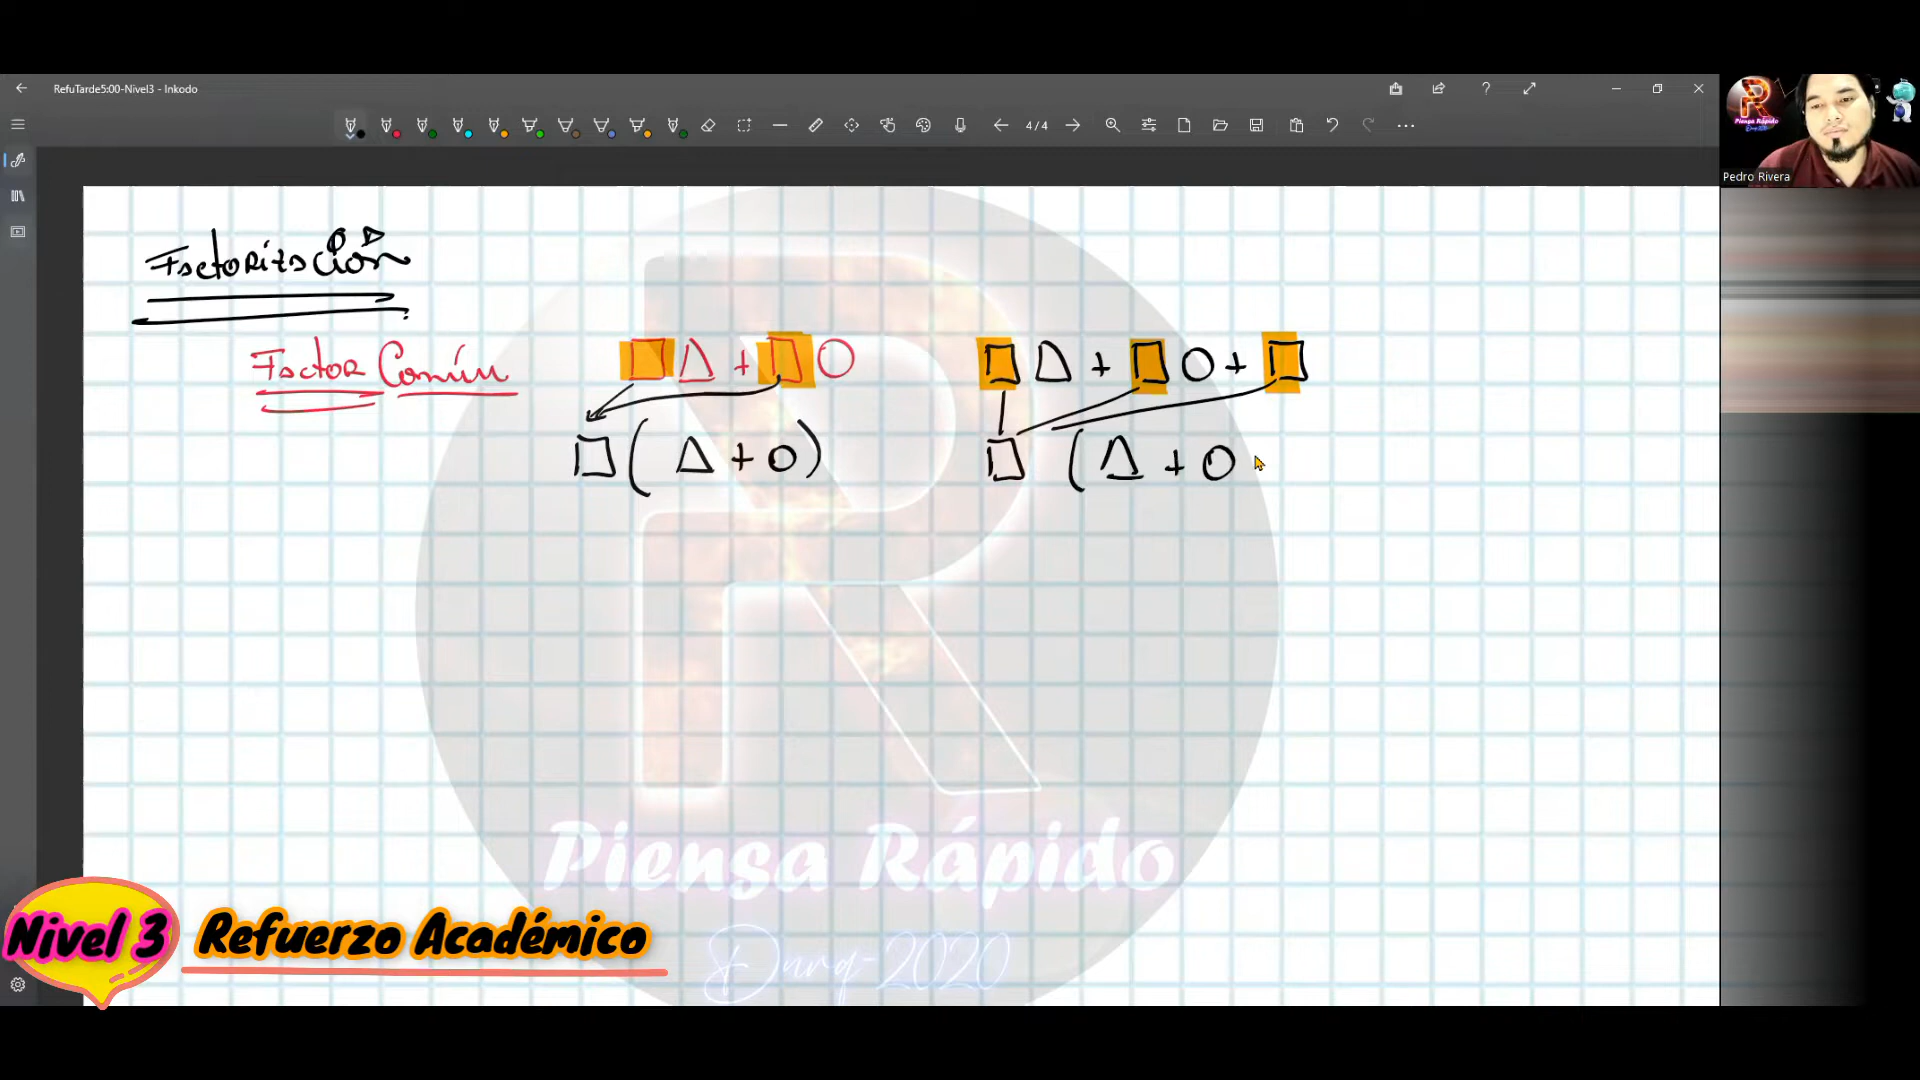 RefuTarde5:00-Nivel3 - Inkodo
4/4
Pedro Rivera
Factorización
Factor Común
□△ + □○
□△ + □○ + □
□( △ + ○)
□ ( △ + ○
Piensa Rápido
Nivel 3
Refuerzo Académico